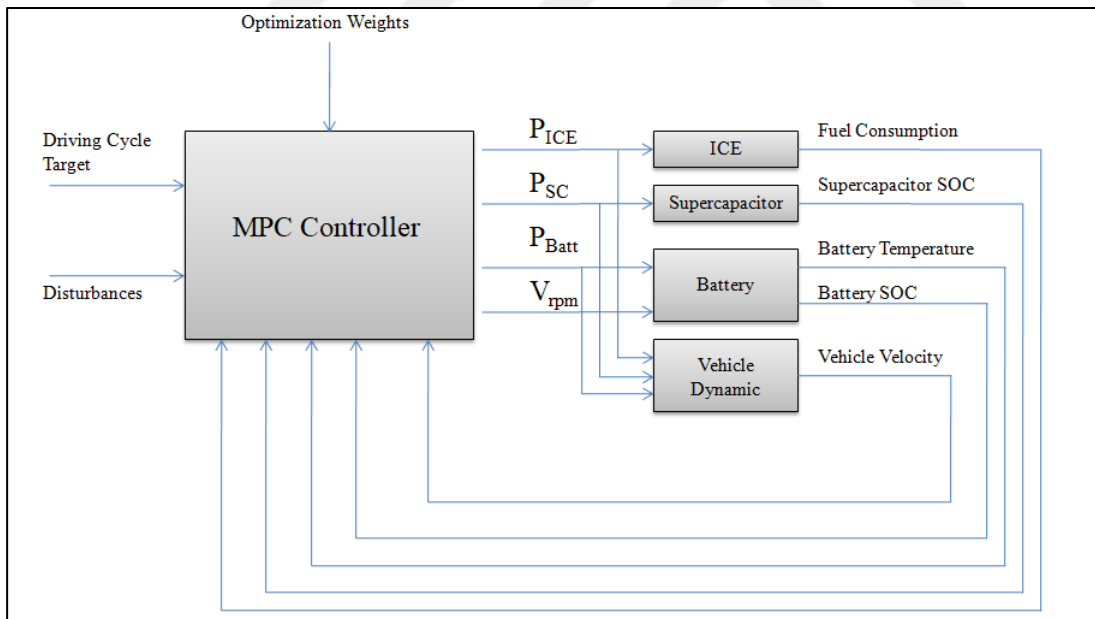 Optimization Weights
Driving Cycle
Target
Disturbances
MPC Controller
P_ICE
P_SC
P_Batt
V_rpm
ICE
Supercapacitor
Battery
Vehicle
Dynamic
Fuel Consumption
Supercapacitor SOC
Battery Temperature
Battery SOC
Vehicle Velocity